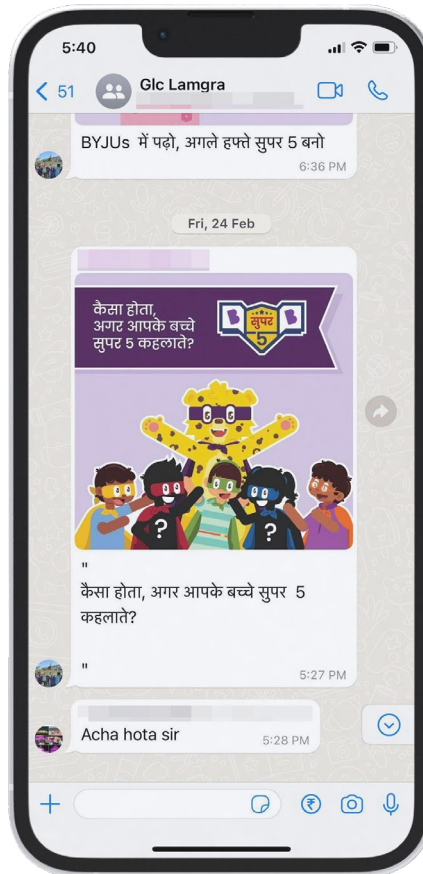 5:40
51
Glc Lamgra
BYJUs में पढ़ो, अगले हफ्ते सुपर 5 बनो
6:36 PM
Fri, 24 Feb
कैसा होता,
अगर आपके बच्चे
सुपर ५ कहलाते?
B सुपर B
5
? ?
"
कैसा होता, अगर आपके बच्चे सुपर 5
कहलाते?
"
5:27 PM
Acha hota sir
5:28 PM
₹